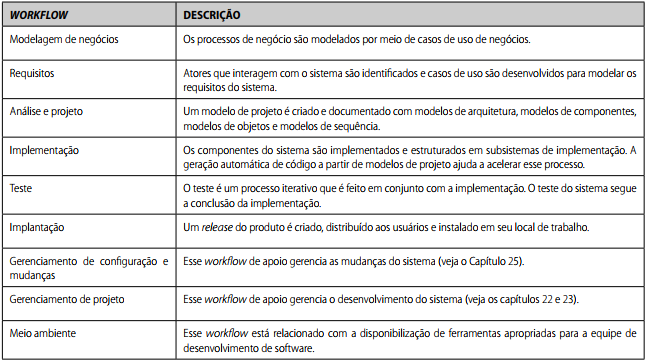 WORKFLOW DESCRIÇÃO
Modelagem de negócios Os processos de negócio são modelados por meio de casos de uso de negócios.
Requisitos Atores que interagem com o sistema são identificados e casos de uso são desenvolvidos para modelar os
requisitos do sistema.
Análise e projeto Um modelo de projeto é criado e documentado com modelos de arquitetura, modelos de componentes,
modelos de objetos e modelos de sequência.
Implementação Os componentes do sistema são implementados e estruturados em subsistemas de implementação. A
geração automática de código a partir de modelos de projeto ajuda a acelerar esse processo.
Teste O teste é um processo iterativo que é feito em conjunto com a implementação. O teste do sistema segue
a conclusão da implementação.
Implantação Um release do produto é criado, distribuído aos usuários e instalado em seu local de trabalho.
Gerenciamento de configuração e Esse workflow de apoio gerencia as mudanças do sistema (veja o Capítulo 25).
mudanças
Gerenciamento de projeto Esse workflow de apoio gerencia o desenvolvimento do sistema (veja os capítulos 22 e 23).
Meio ambiente Esse workflow está relacionado com a disponibilização de ferramentas apropriadas para a equipe de
desenvolvimento de software.